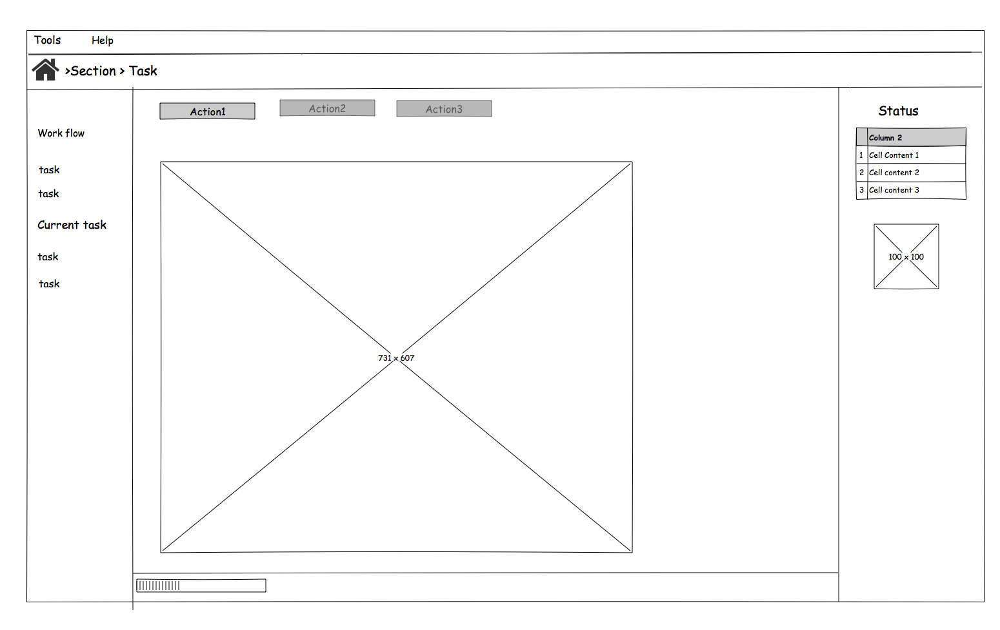 Tools Help
>Section > Task
Work flow
task
task
Current task
task
task
Action1 Action2 Action3
731 x 607
Status
Column 2
1 Cell Content 1
2 Cell content 2
3 Cell content 3
100 x 100